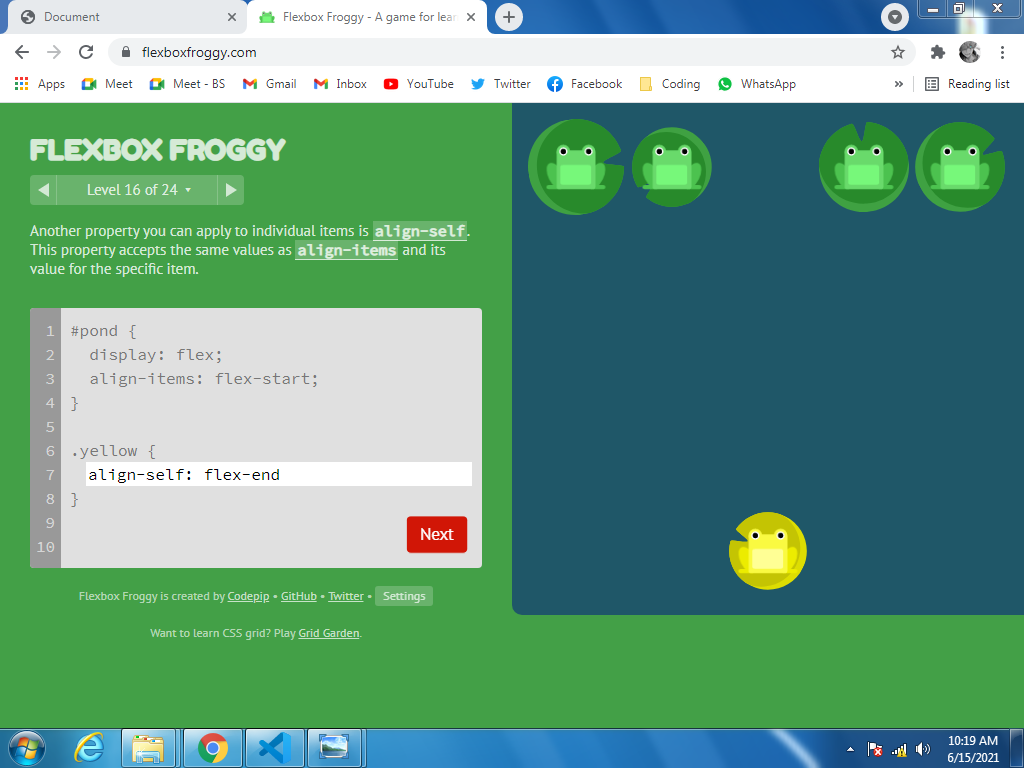 Document
Flexbox Froggy - A game for lear
flexboxfroggy.com
Apps
Meet
Meet - BS
Gmail
Inbox
YouTube
Twitter
Facebook
Coding
WhatsApp
»
Reading list
FLEXBOX FROGGY
Level 16 of 24
Another property you can apply to individual items is align-self.
This property accepts the same values as align-items and its
value for the specific item.
1 #pond {
2 display: flex;
3 align-items: flex-start;
4 }
5
6 .yellow {
7 align-self: flex-end
8 }
9
10
Next
Flexbox Froggy is created by Codepip • GitHub • Twitter • Settings
Want to learn CSS grid? Play Grid Garden.
10:19 AM
6/15/2021